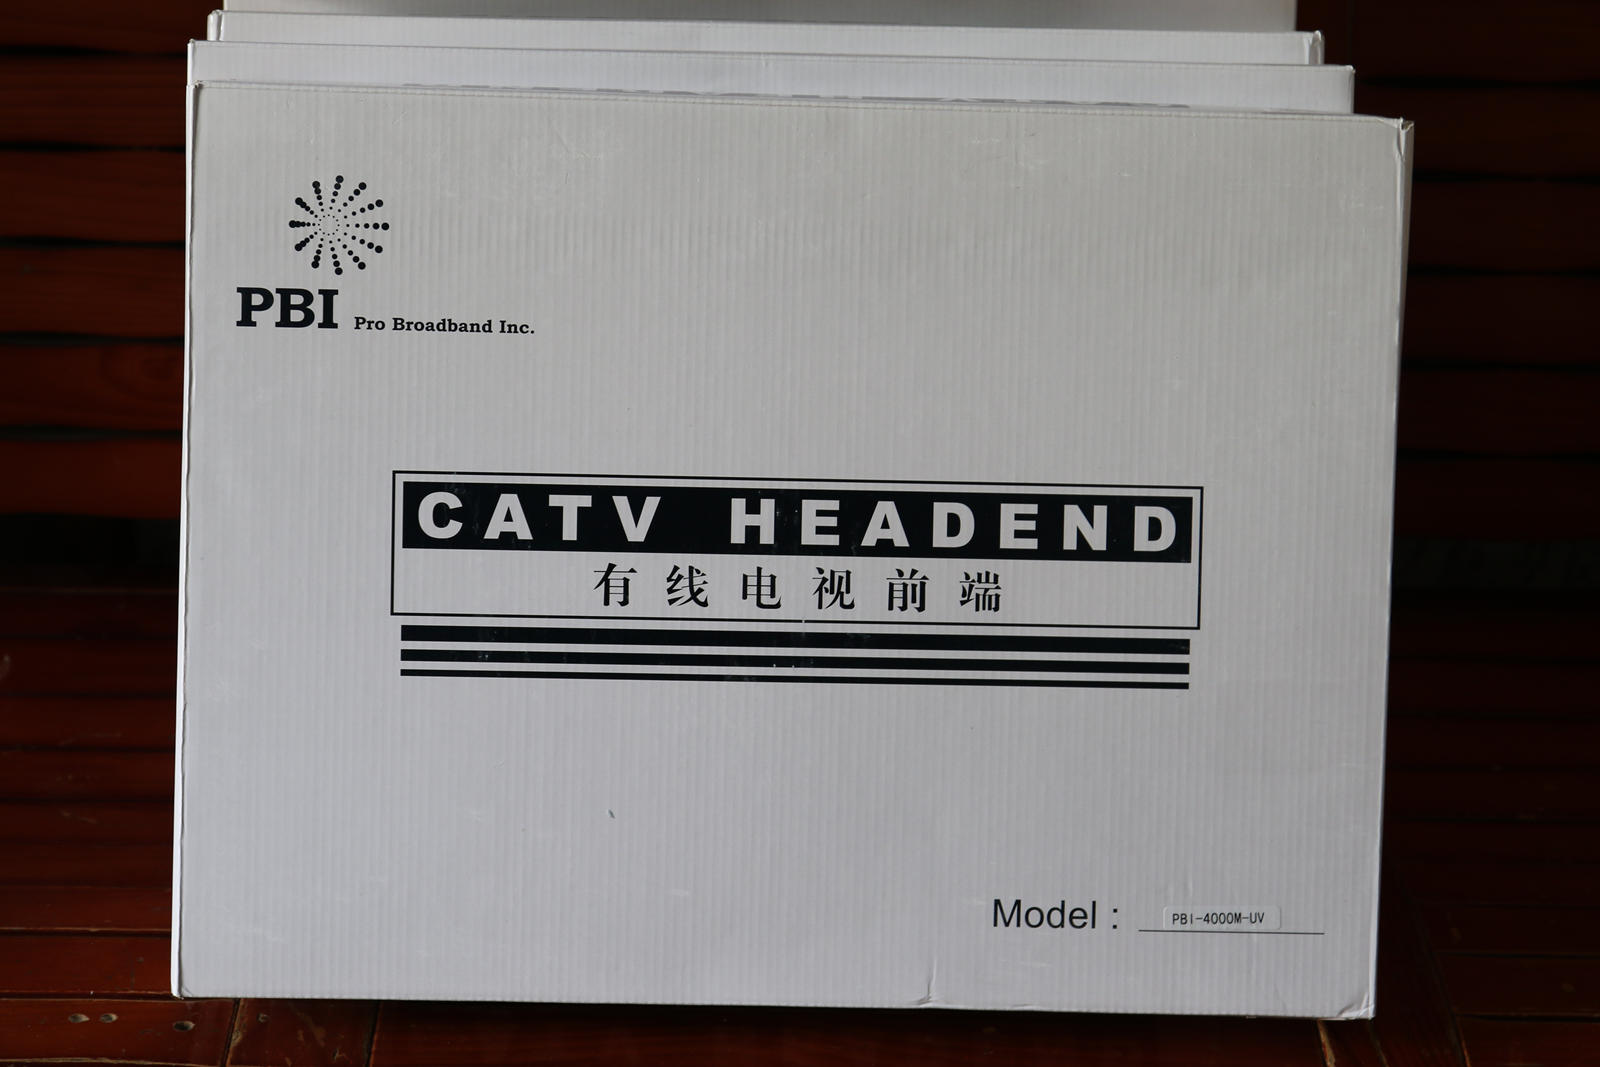 PBI Pro Broadband Inc.
CATV HEADEND
有线电视前端
Model : PBI-4000M-UV